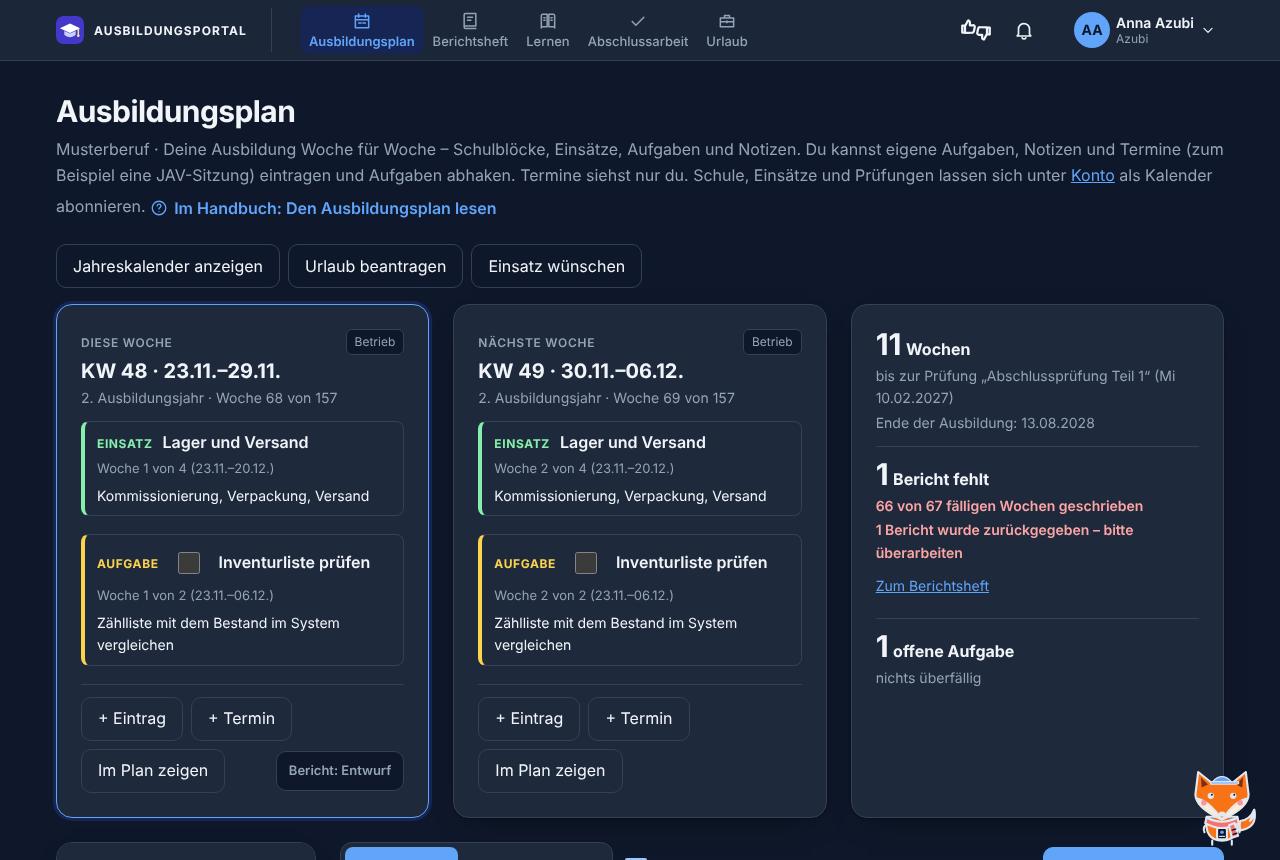 AUSBILDUNGSPORTAL
Ausbildungsplan
Berichtsheft
Lernen
Abschlussarbeit
Urlaub
AA
Anna Azubi
Azubi
Ausbildungsplan
Musterberuf · Deine Ausbildung Woche für Woche – Schulblöcke, Einsätze, Aufgaben und Notizen. Du kannst eigene Aufgaben, Notizen und Termine (zum
Beispiel eine JAV-Sitzung) eintragen und Aufgaben abhaken. Termine siehst nur du. Schule, Einsätze und Prüfungen lassen sich unter Konto als Kalender
abonnieren. Im Handbuch: Den Ausbildungsplan lesen
Jahreskalender anzeigen
Urlaub beantragen
Einsatz wünschen
DIESE WOCHE
Betrieb
KW 48 · 23.11.–29.11.
2. Ausbildungsjahr · Woche 68 von 157
EINSATZ Lager und Versand
Woche 1 von 4 (23.11.–20.12.)
Kommissionierung, Verpackung, Versand
AUFGABE Inventurliste prüfen
Woche 1 von 2 (23.11.–06.12.)
Zählliste mit dem Bestand im System
vergleichen
+ Eintrag
+ Termin
Im Plan zeigen
Bericht: Entwurf
NÄCHSTE WOCHE
Betrieb
KW 49 · 30.11.–06.12.
2. Ausbildungsjahr · Woche 69 von 157
EINSATZ Lager und Versand
Woche 2 von 4 (23.11.–20.12.)
Kommissionierung, Verpackung, Versand
AUFGABE Inventurliste prüfen
Woche 2 von 2 (23.11.–06.12.)
Zählliste mit dem Bestand im System
vergleichen
+ Eintrag
+ Termin
Im Plan zeigen
11 Wochen
bis zur Prüfung „Abschlussprüfung Teil 1“ (Mi
10.02.2027)
Ende der Ausbildung: 13.08.2028
1 Bericht fehlt
66 von 67 fälligen Wochen geschrieben
1 Bericht wurde zurückgegeben – bitte
überarbeiten
Zum Berichtsheft
1 offene Aufgabe
nichts überfällig